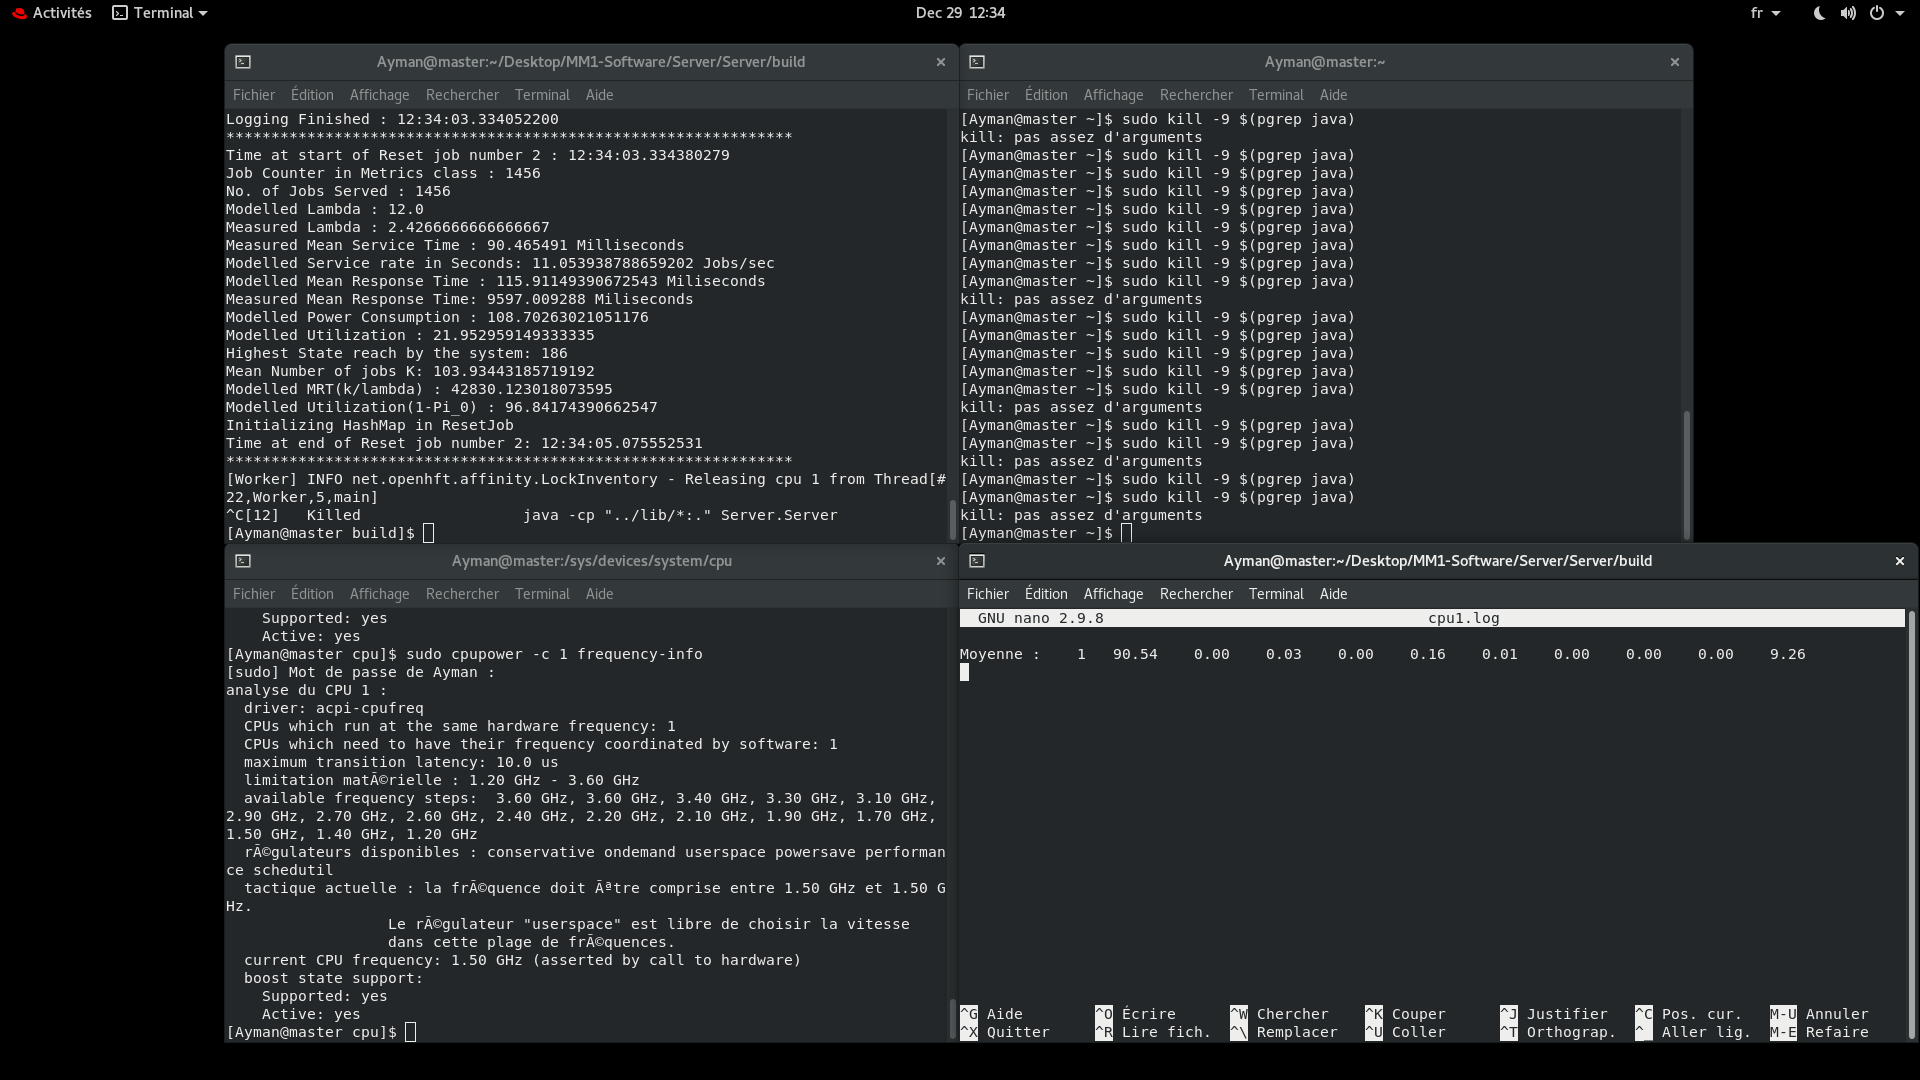 Activités Terminal Dec 29 12:34 fr
Ayman@master:~/Desktop/MM1-Software/Server/Server/build
Fichier Édition Affichage Rechercher Terminal Aide
Logging Finished : 12:34:03.334052200
***************************************************************
Time at start of Reset job number 2 : 12:34:03.334380279
Job Counter in Metrics class : 1456
No. of Jobs Served : 1456
Modelled Lambda : 12.0
Measured Lambda : 2.4266666666666667
Measured Mean Service Time : 90.465491 Milliseconds
Modelled Service rate in Seconds: 11.053938788659202 Jobs/sec
Modelled Mean Response Time : 115.91149390672543 Miliseconds
Measured Mean Response Time: 9597.009288 Miliseconds
Modelled Power Consumption : 108.70263021051176
Modelled Utilization : 21.952959149333335
Highest State reach by the system: 186
Mean Number of jobs K: 103.93443185719192
Modelled MRT(k/lambda) : 42830.123018073595
Modelled Utilization(1-Pi_0) : 96.84174390662547
Initializing HashMap in ResetJob
Time at end of Reset job number 2: 12:34:05.075552531
***************************************************************
[Worker] INFO net.openhft.affinity.LockInventory - Releasing cpu 1 from Thread[#
22,Worker,5,main]
^C[12]   Killed                  java -cp "../lib/*:." Server.Server
[Ayman@master build]$
Ayman@master:~
Fichier Édition Affichage Rechercher Terminal Aide
[Ayman@master ~]$ sudo kill -9 $(pgrep java)
kill: pas assez d'arguments
[Ayman@master ~]$ sudo kill -9 $(pgrep java)
[Ayman@master ~]$ sudo kill -9 $(pgrep java)
[Ayman@master ~]$ sudo kill -9 $(pgrep java)
[Ayman@master ~]$ sudo kill -9 $(pgrep java)
[Ayman@master ~]$ sudo kill -9 $(pgrep java)
[Ayman@master ~]$ sudo kill -9 $(pgrep java)
[Ayman@master ~]$ sudo kill -9 $(pgrep java)
[Ayman@master ~]$ sudo kill -9 $(pgrep java)
kill: pas assez d'arguments
[Ayman@master ~]$ sudo kill -9 $(pgrep java)
[Ayman@master ~]$ sudo kill -9 $(pgrep java)
[Ayman@master ~]$ sudo kill -9 $(pgrep java)
[Ayman@master ~]$ sudo kill -9 $(pgrep java)
[Ayman@master ~]$ sudo kill -9 $(pgrep java)
kill: pas assez d'arguments
[Ayman@master ~]$ sudo kill -9 $(pgrep java)
[Ayman@master ~]$ sudo kill -9 $(pgrep java)
kill: pas assez d'arguments
[Ayman@master ~]$ sudo kill -9 $(pgrep java)
[Ayman@master ~]$ sudo kill -9 $(pgrep java)
kill: pas assez d'arguments
[Ayman@master ~]$
Ayman@master:/sys/devices/system/cpu
Fichier Édition Affichage Rechercher Terminal Aide
Supported: yes
Active: yes
[Ayman@master cpu]$ sudo cpupower -c 1 frequency-info
[sudo] Mot de passe de Ayman :
analyse du CPU 1 :
driver: acpi-cpufreq
CPUs which run at the same hardware frequency: 1
CPUs which need to have their frequency coordinated by software: 1
maximum transition latency: 10.0 us
limitation matÃ©rielle : 1.20 GHz - 3.60 GHz
available frequency steps:  3.60 GHz, 3.60 GHz, 3.40 GHz, 3.30 GHz, 3.10 GHz,
2.90 GHz, 2.70 GHz, 2.60 GHz, 2.40 GHz, 2.20 GHz, 2.10 GHz, 1.90 GHz, 1.70 GHz,
1.50 GHz, 1.40 GHz, 1.20 GHz
rÃ©gulateurs disponibles : conservative ondemand userspace powersave performan
ce schedutil
tactique actuelle : la frÃ©quence doit Ãªtre comprise entre 1.50 GHz et 1.50 G
Hz.
Le rÃ©gulateur "userspace" est libre de choisir la vitesse
dans cette plage de frÃ©quences.
current CPU frequency: 1.50 GHz (asserted by call to hardware)
boost state support:
Supported: yes
Active: yes
[Ayman@master cpu]$
Ayman@master:~/Desktop/MM1-Software/Server/Server/build
Fichier Édition Affichage Rechercher Terminal Aide
GNU nano 2.9.8 cpu1.log
Moyenne :    1   90.54    0.00    0.03    0.00    0.16    0.01    0.00    0.00    0.00    9.26
^G Aide ^O Écrire ^W Chercher ^K Couper ^J Justifier ^C Pos. cur. M-U Annuler
^X Quitter ^R Lire fich. ^\ Remplacer ^U Coller ^T Orthograp. ^_ Aller lig. M-E Refaire